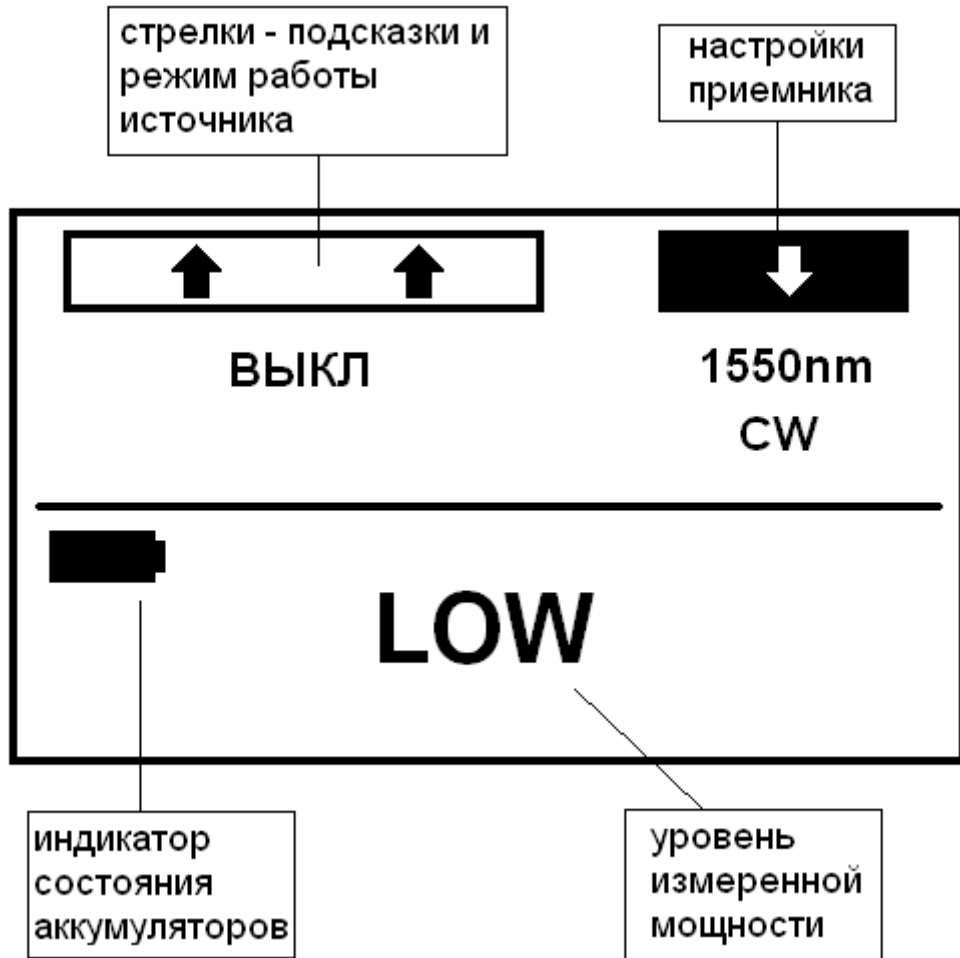 стрелки - подсказки и
режим работы
источника
настройки
приемника
ВЫКЛ
1550nm
CW
LOW
индикатор
состояния
аккумуляторов
уровень
измеренной
мощности